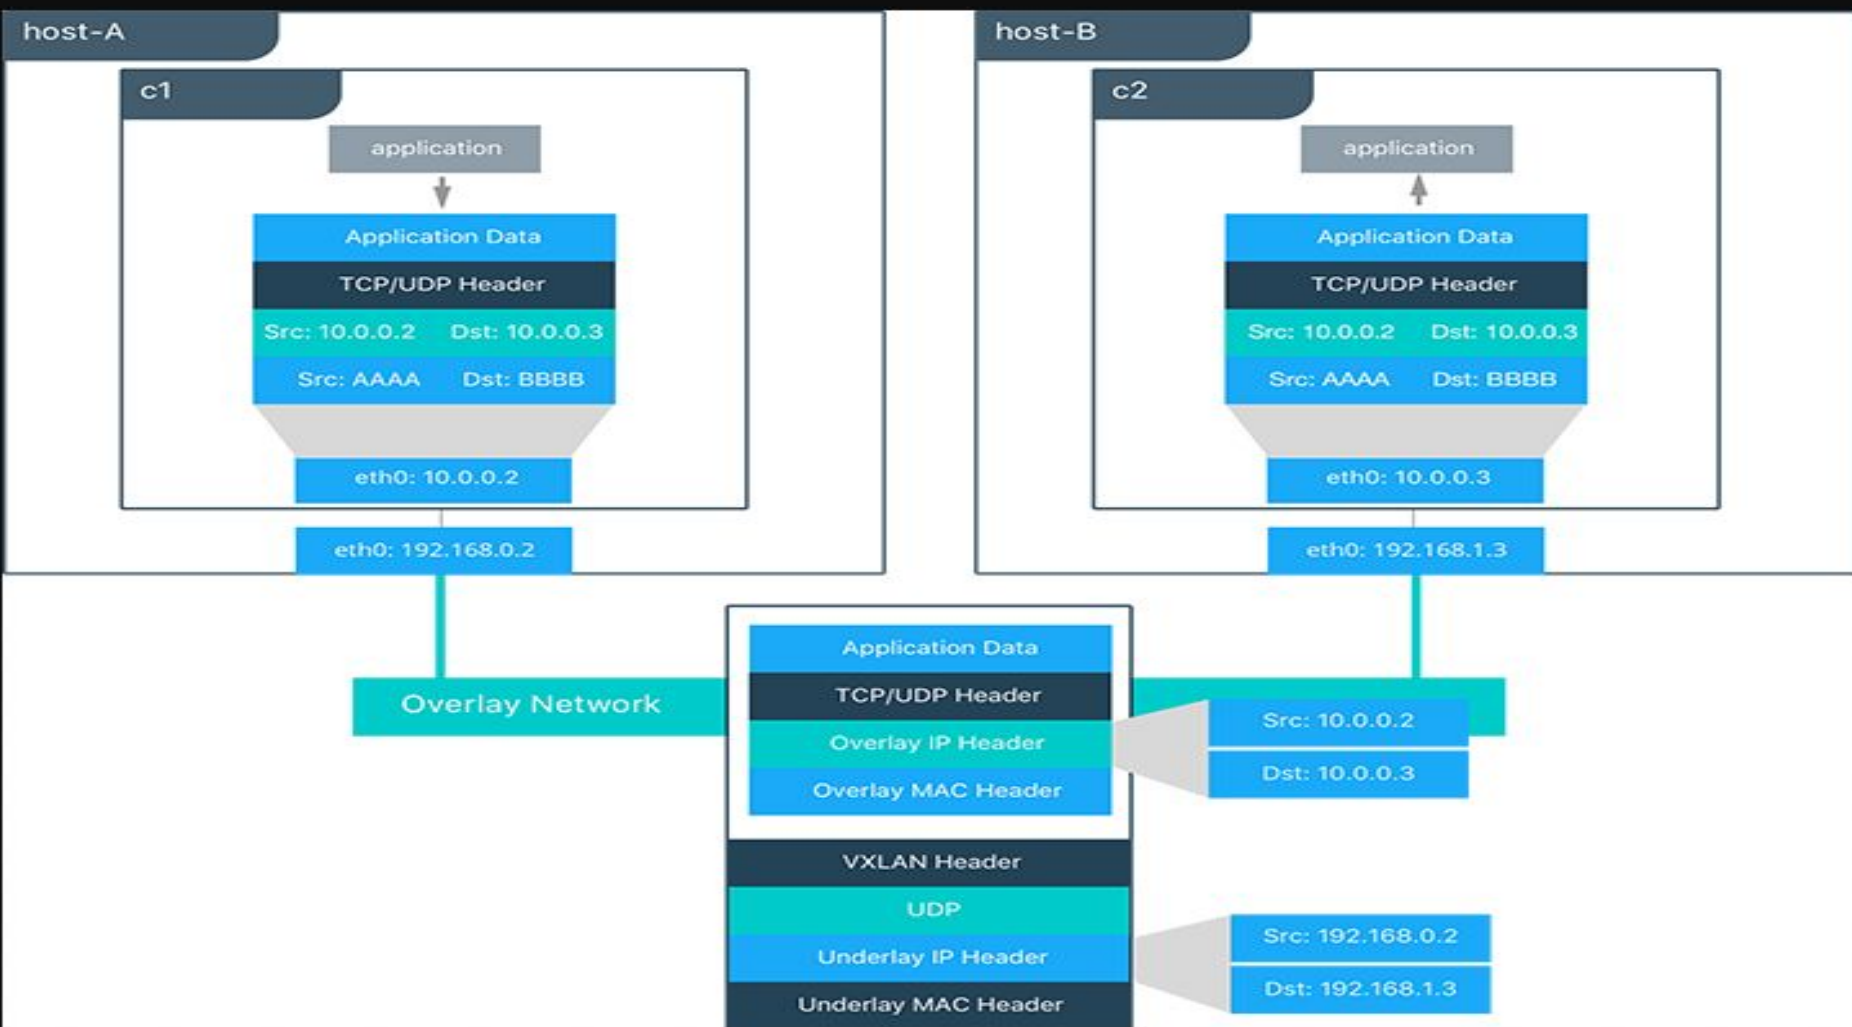 host-A
c1
application
Application Data
TCP/UDP Header
Src: 10.0.0.2 Dst: 10.0.0.3
Src: AAAA Dst: BBBB
eth0: 10.0.0.2
eth0: 192.168.0.2
host-B
c2
application
Application Data
TCP/UDP Header
Src: 10.0.0.2 Dst: 10.0.0.3
Src: AAAA Dst: BBBB
eth0: 10.0.0.3
eth0: 192.168.1.3
Overlay Network
Application Data
TCP/UDP Header
Overlay IP Header
Overlay MAC Header
Src: 10.0.0.2
Dst: 10.0.0.3
VXLAN Header
UDP
Underlay IP Header
Underlay MAC Header
Src: 192.168.0.2
Dst: 192.168.1.3